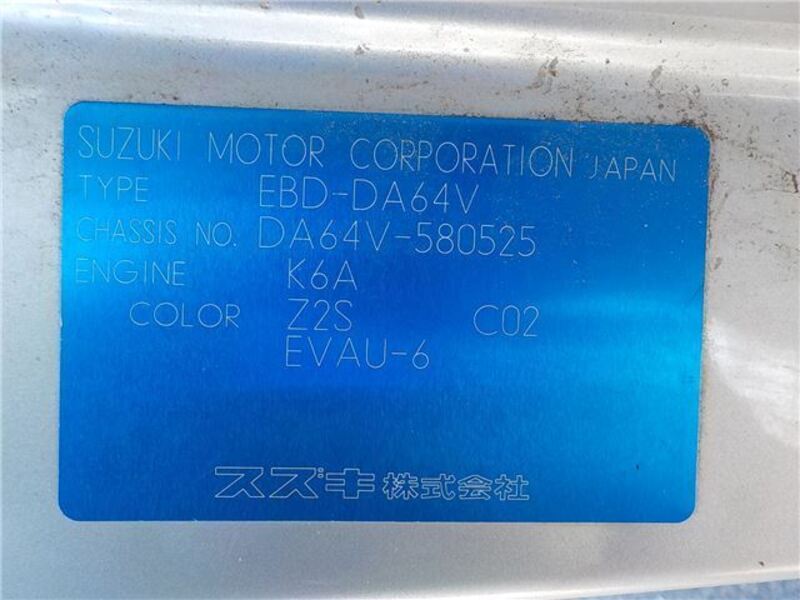 SUZUKI MOTOR CORPORATION JAPAN
TYPE EBD-DA64V
CHASSIS NO. DA64V-580525
ENGINE K6A
COLOR Z2S C02
EVAU-6
スズキ株式会社